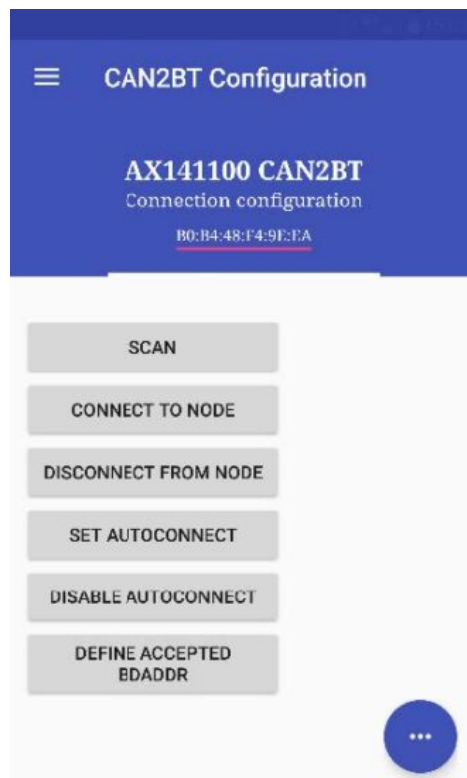 CAN2BT Configuration
AX141100 CAN2BT
Connection configuration
B0:B4:48:F4:9E:EA
SCAN
CONNECT TO NODE
DISCONNECT FROM NODE
SET AUTOCONNECT
DISABLE AUTOCONNECT
DEFINE ACCEPTED
BDADDR